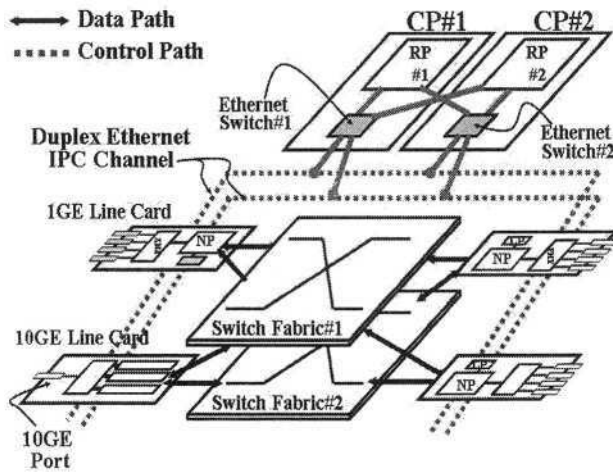 Data Path
Control Path
CP#1
CP#2
RP
#1
RP
#2
Ethernet
Switch#1
Ethernet
Switch#2
Duplex Ethernet
IPC Channel
1GE Line Card
NP
NP
Switch Fabric#1
10GE Line Card
Switch Fabric#2
NP
10GE
Port